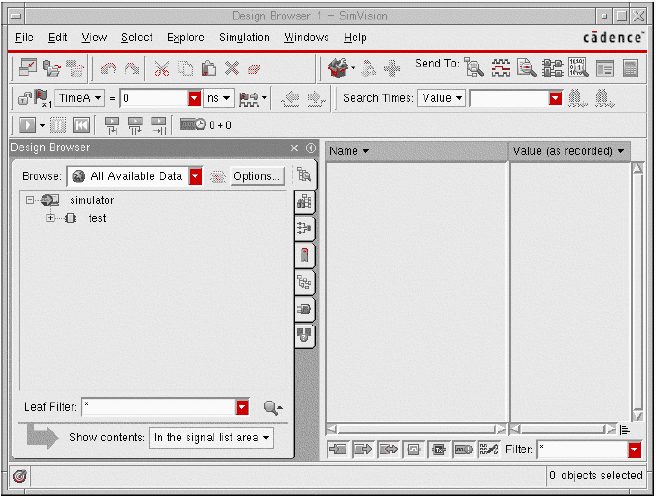 Design Browser 1 - SimVision
File Edit View Select Explore Simulation Windows Help cādence™
Send To:
x1 TimeA = 0 ns Search Times: Value
0 + 0
Design Browser
Name Value (as recorded)
Browse: All Available Data Options...
simulator
test
Leaf Filter: *
Show contents: In the signal list area
Filter: *
0 objects selected